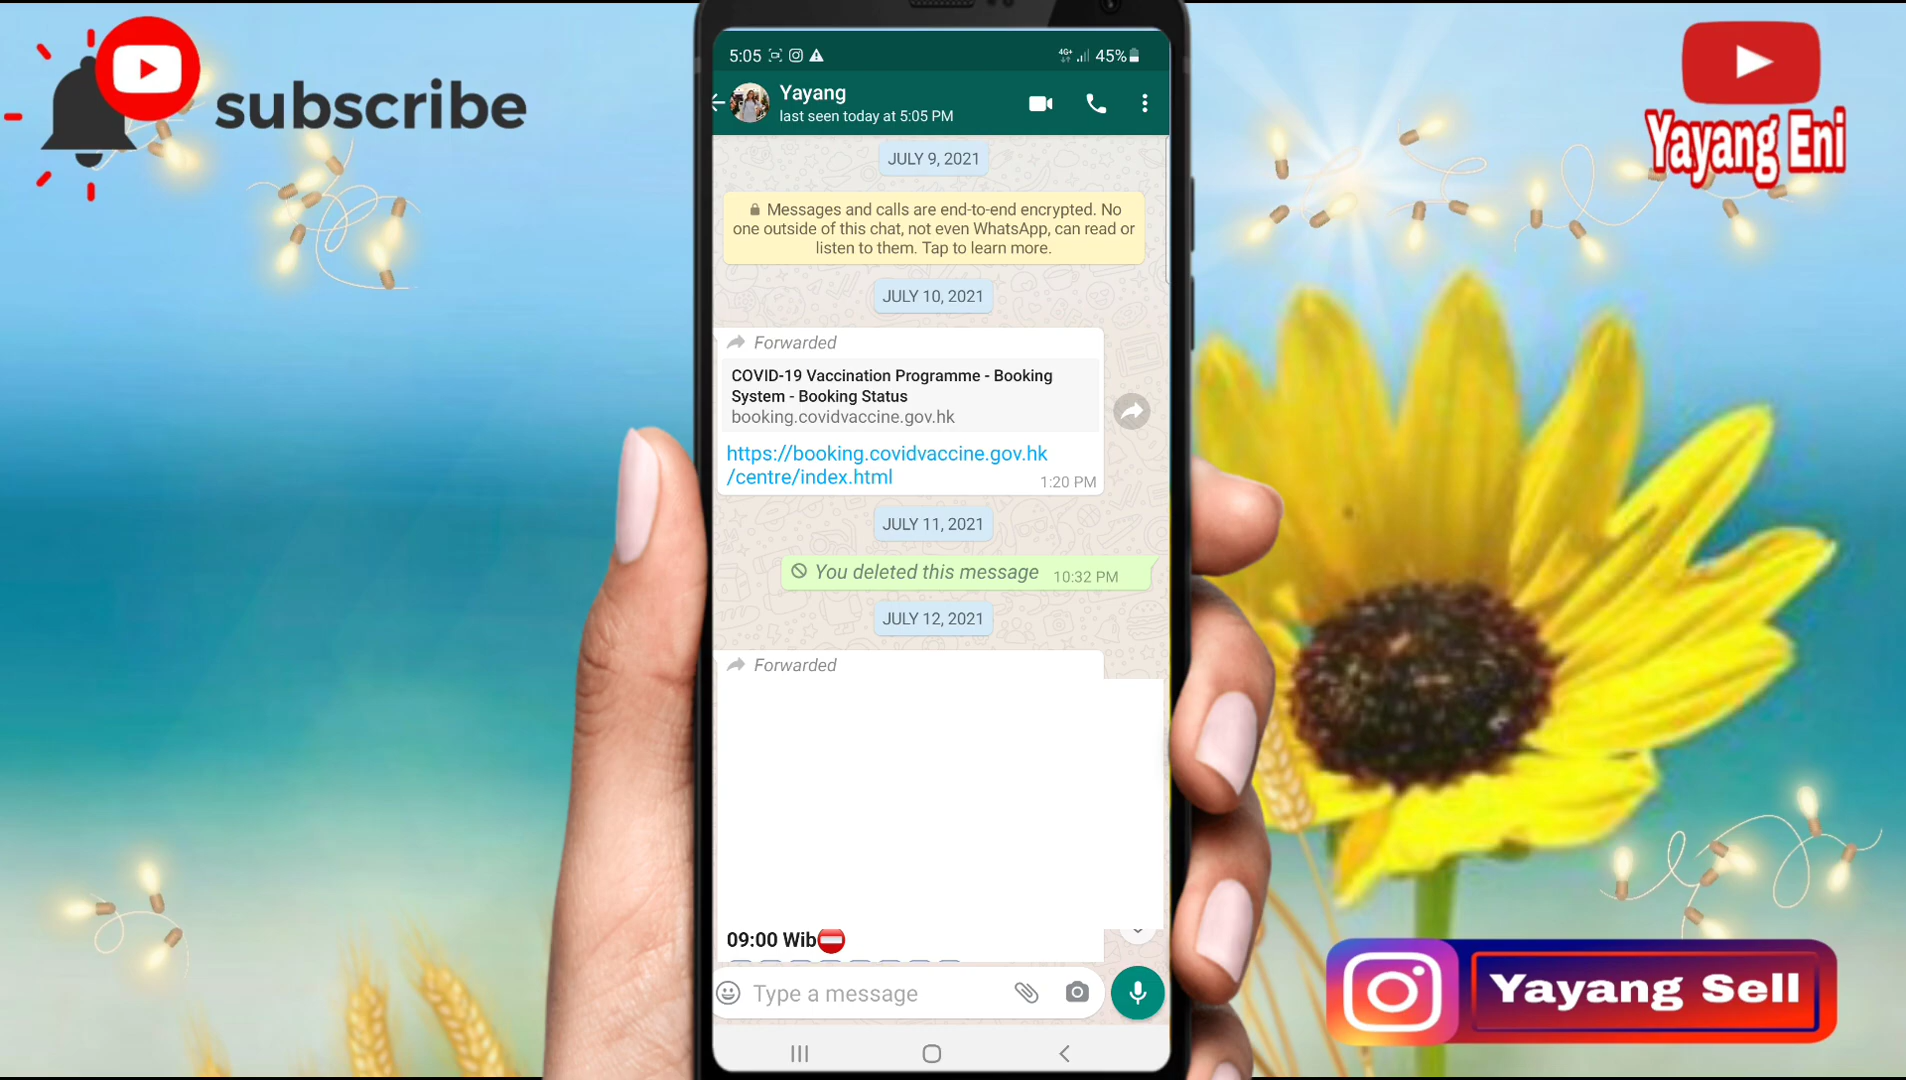 subscribe
Yayang Eni
5:05
4G+
45%
Yayang
last seen today at 5:05 PM
JULY 9, 2021
Messages and calls are end-to-end encrypted. No
one outside of this chat, not even WhatsApp, can read or
listen to them. Tap to learn more.
JULY 10, 2021
Forwarded
COVID-19 Vaccination Programme - Booking
System - Booking Status
booking.covidvaccine.gov.hk
https://booking.covidvaccine.gov.hk
/centre/index.html
1:20 PM
JULY 11, 2021
You deleted this message 10:32 PM
JULY 12, 2021
Forwarded
09:00 Wib⛔
Type a message
Yayang Sell